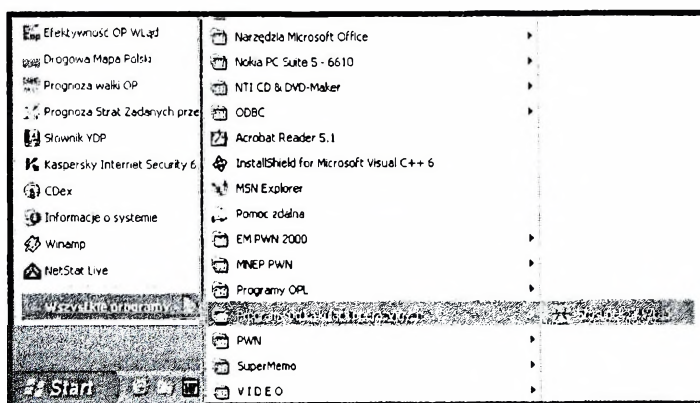 Efektywność OP WLąd
Drogowa Mapa Polski
Prognoza walki OP
Prognoza Strat Zadanych prze
Słownik YDP
Kaspersky Internet Security 6
CDex
Informacje o systemie
Winamp
NetStat Live
Wszystkie programy
Start
Narzędzia Microsoft Office
Nokia PC Suite 5 - 6610
NTI CD & DVD-Maker
ODBC
Acrobat Reader 5.1
InstallShield for Microsoft Visual C++ 6
MSN Explorer
Pomoc zdalna
EM PWN 2000
MNEP PWN
Programy OPL
PWN
SuperMemo
V I D E O